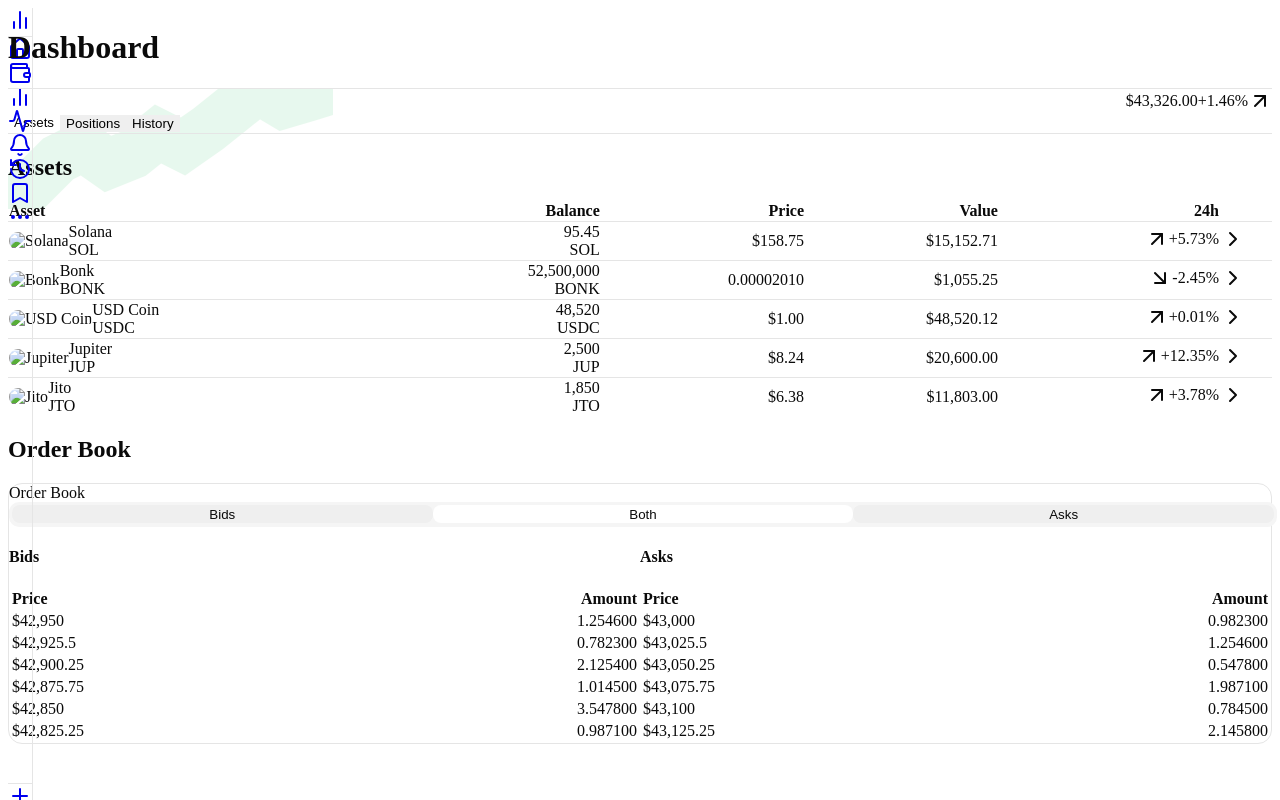 Dashboard
$43,326.00+1.46%
Assets Positions History
Assets
Asset Balance Price Value 24h
Solana Solana 95.45 $158.75 $15,152.71 +5.73%
SOL SOL
Bonk Bonk 52,500,000 0.00002010 $1,055.25 -2.45%
BONK BONK
USD Coin USD Coin 48,520 $1.00 $48,520.12 +0.01%
USDC USDC
Jupiter Jupiter 2,500 $8.24 $20,600.00 +12.35%
JUP JUP
Jito Jito 1,850 $6.38 $11,803.00 +3.78%
JTO JTO
Order Book
Order Book
Bids Both Asks
Bids Asks
Price Amount Price Amount
$42,950 1.254600 $43,000 0.982300
$42,925.5 0.782300 $43,025.5 1.254600
$42,900.25 2.125400 $43,050.25 0.547800
$42,875.75 1.014500 $43,075.75 1.987100
$42,850 3.547800 $43,100 0.784500
$42,825.25 0.987100 $43,125.25 2.145800